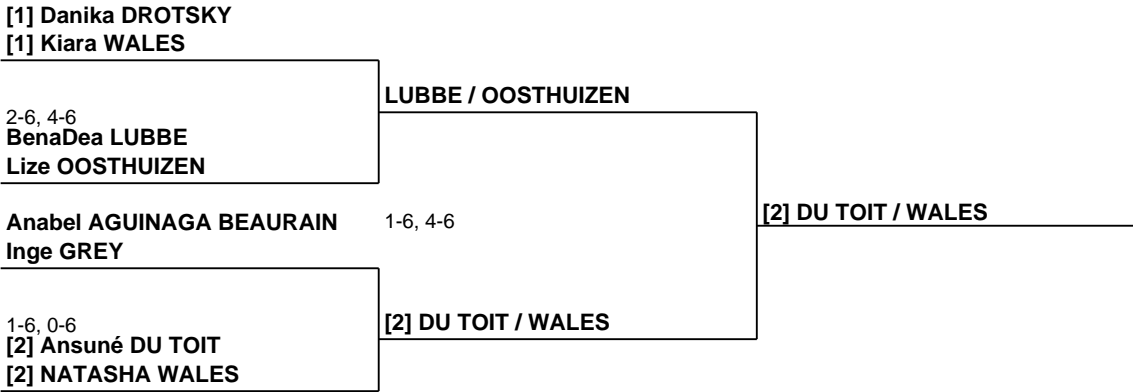 [1] Danika DROTSKY
[1] Kiara WALES
LUBBE / OOSTHUIZEN
2-6, 4-6
BenaDea LUBBE
Lize OOSTHUIZEN
[2] DU TOIT / WALES
Anabel AGUINAGA BEAURAIN
1-6, 4-6
Inge GREY
[2] DU TOIT / WALES
1-6, 0-6
[2] Ansuné DU TOIT
[2] NATASHA WALES